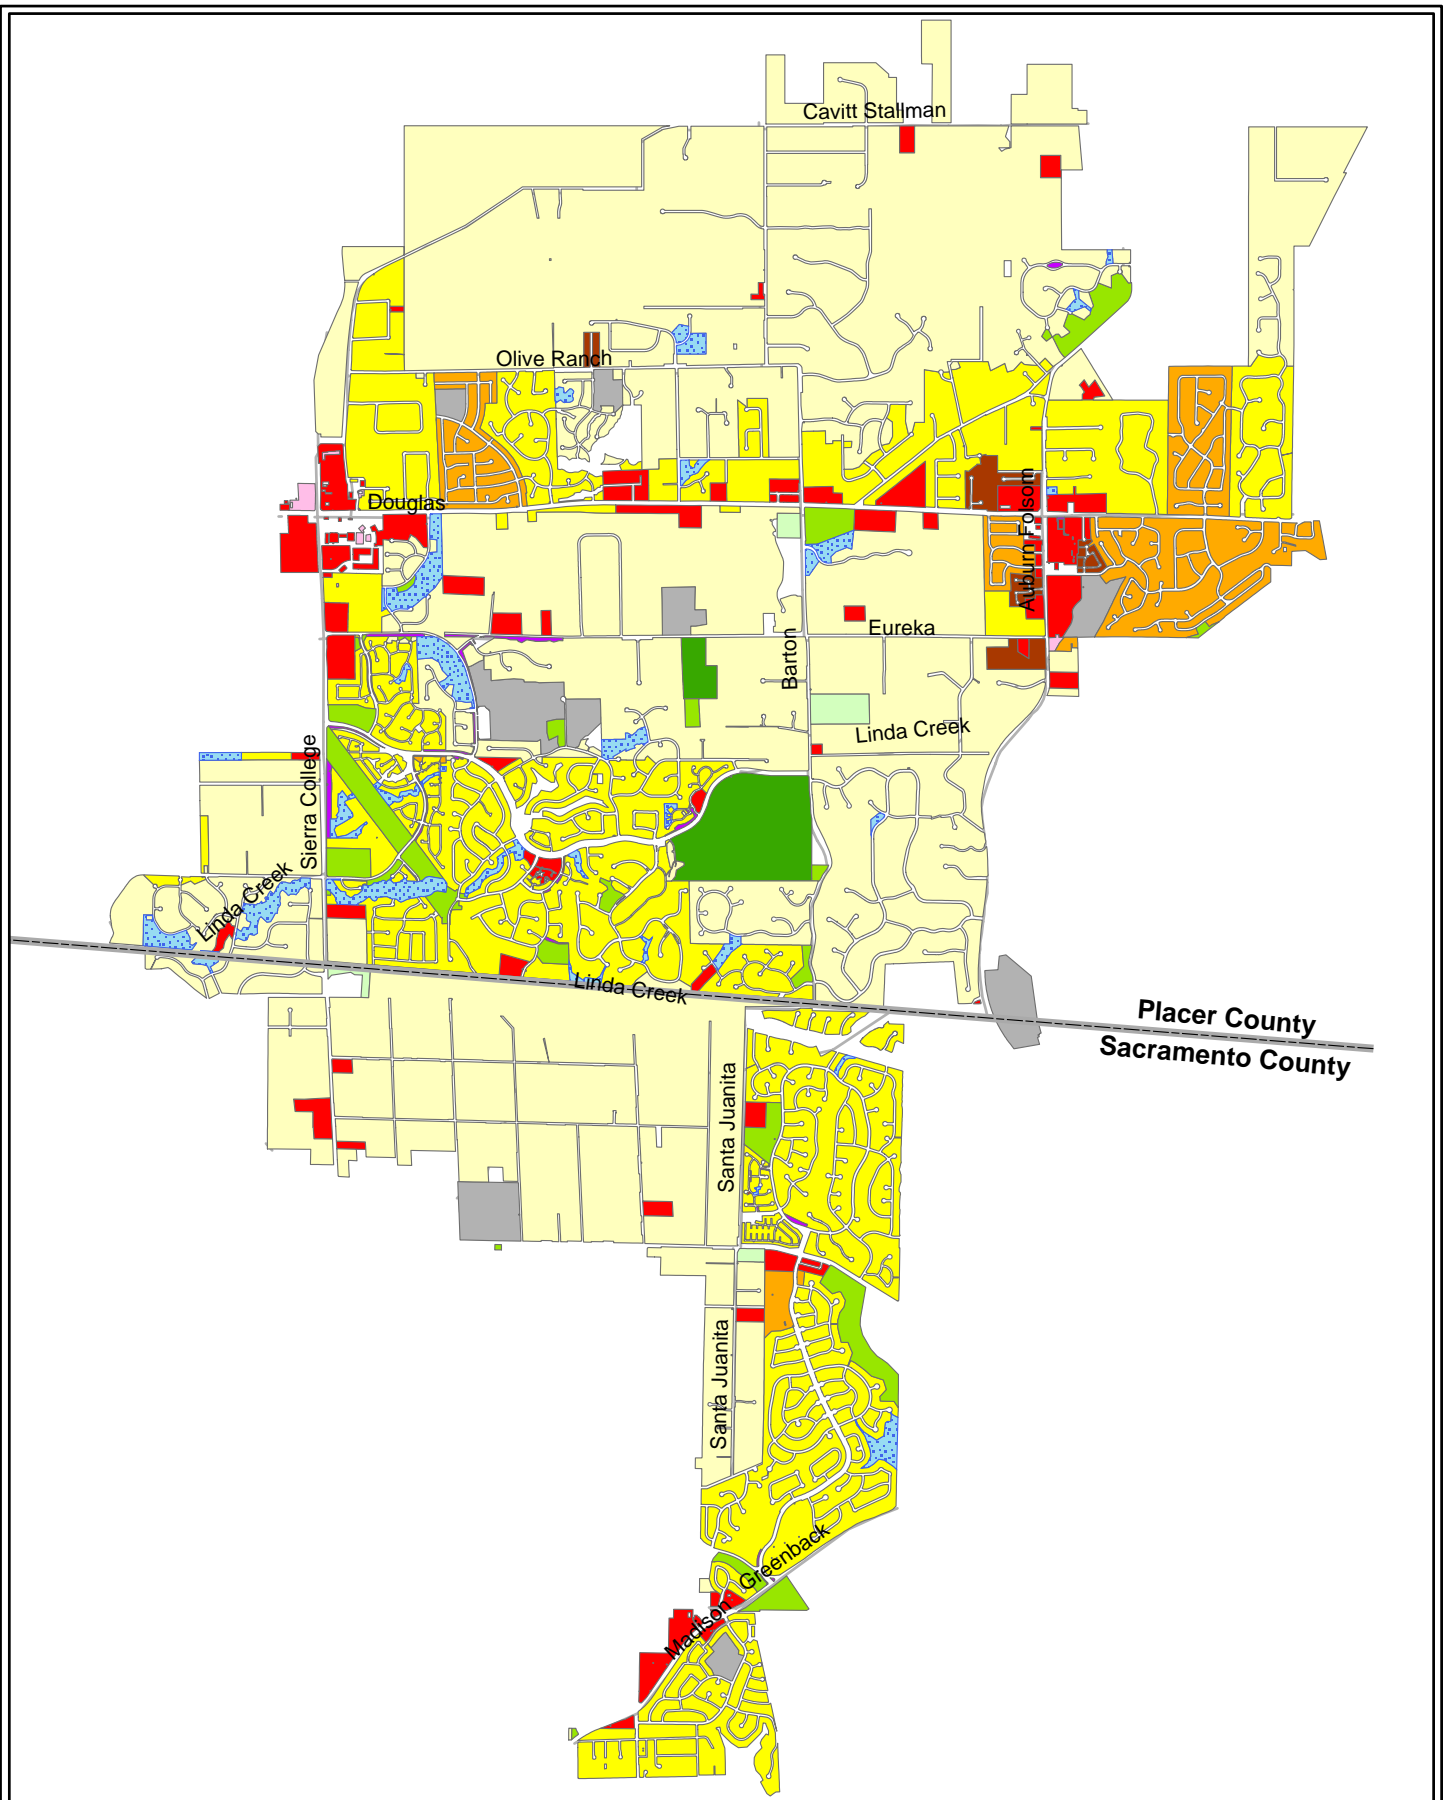 Cavitt Stallman
Olive Ranch
Douglas
Auburn Folsom
Eureka
Barton
Linda Creek
Sierra College
Linda Creek
Linda Creek
Placer County
Sacramento County
Santa Juanita
Santa Juanita
Greenback
Madison